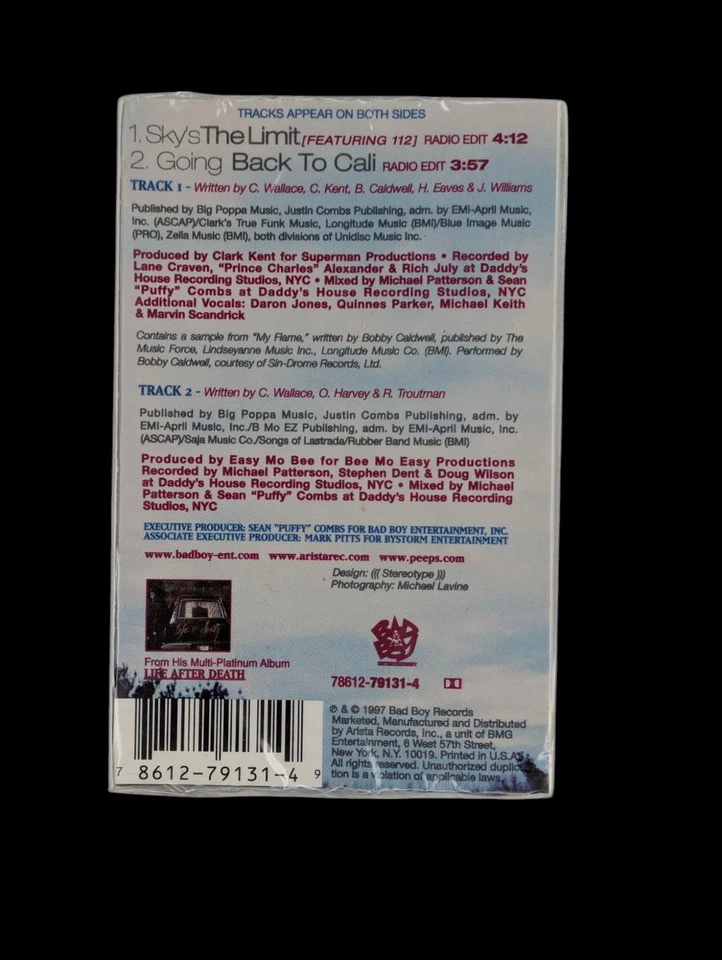 TRACKS APPEAR ON BOTH SIDES
1. Sky's The Limit [FEATURING 112] RADIO EDIT 4:12
2. Going Back To Cali RADIO EDIT 3:57
TRACK 1 - Written by C. Wallace, C. Kent, B. Caldwell, H. Eaves & J. Williams
Published by Big Poppa Music, Justin Combs Publishing, adm. by EMI-April Music,
Inc. (ASCAP)/Clark's True Funk Music, Longitude Music (BMI)/Blue Image Music
(PRO), Zella Music (BMI), both divisions of Unidisc Music Inc.
Produced by Clark Kent for Superman Productions • Recorded by
Lane Craven, "Prince Charles" Alexander & Rich July at Daddy's
House Recording Studios, NYC • Mixed by Michael Patterson & Sean
"Puffy" Combs at Daddy's House Recording Studios, NYC
Additional Vocals: Daron Jones, Quinnes Parker, Michael Keith
& Marvin Scandrick
Contains a sample from "My Flame," written by Bobby Caldwell, published by The
Music Force, Lindseyanne Music Inc., Longitude Music Co. (BMI). Performed by
Bobby Caldwell, courtesy of Sin-Drome Records, Ltd.
TRACK 2 - Written by C. Wallace, O. Harvey & R. Troutman
Published by Big Poppa Music, Justin Combs Publishing, adm. by
EMI-April Music, Inc./B Mo EZ Publishing, adm. by EMI-April Music, Inc.
(ASCAP)/Saja Music Co./Songs of Lastrada/Rubber Band Music (BMI)
Produced by Easy Mo Bee for Bee Mo Easy Productions
Recorded by Michael Patterson, Stephen Dent & Doug Wilson
at Daddy's House Recording Studios, NYC • Mixed by Michael
Patterson & Sean "Puffy" Combs at Daddy's House Recording
Studios, NYC
EXECUTIVE PRODUCER: SEAN "PUFFY" COMBS FOR BAD BOY ENTERTAINMENT, INC.
ASSOCIATE EXECUTIVE PRODUCER: MARK PITTS FOR BYSTORM ENTERTAINMENT
www.badboy-ent.com www.aristarec.com www.peeps.com
Design: ((( Stereotype )))
Photography: Michael Lavine
BAD BOY
ENTERTAINMENT
From His Multi-Platinum Album
LIFE AFTER DEATH
78612-79131-4
℗ & © 1997 Bad Boy Records
Marketed, Manufactured and Distributed
by Arista Records, Inc., a unit of BMG
Entertainment, 6 West 57th Street,
New York, N.Y. 10019. Printed in U.S.A.
All rights reserved. Unauthorized duplica-
tion is a violation of applicable laws.
7 8612-79131-4 9